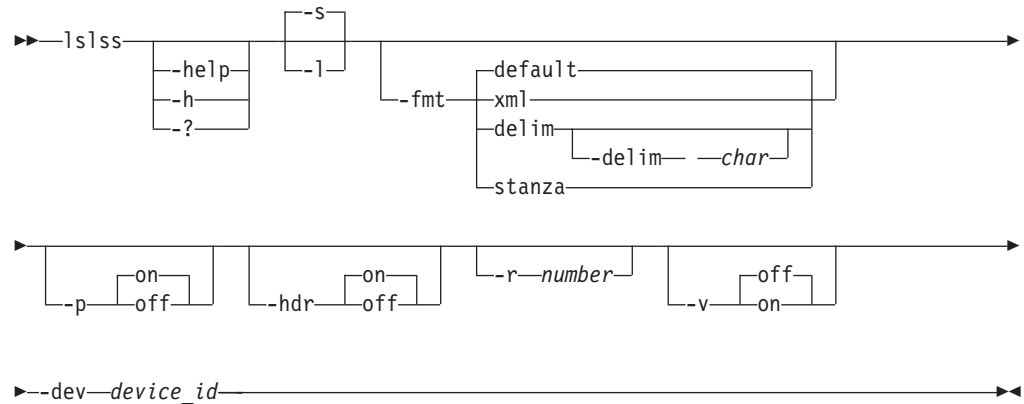 -s
lslss
-help
-l
default
-h
-fmt
xml
-?
delim
-delim char
stanza
on
on
-r number
off
-p
off
-hdr
off
-v
on
-dev device_id